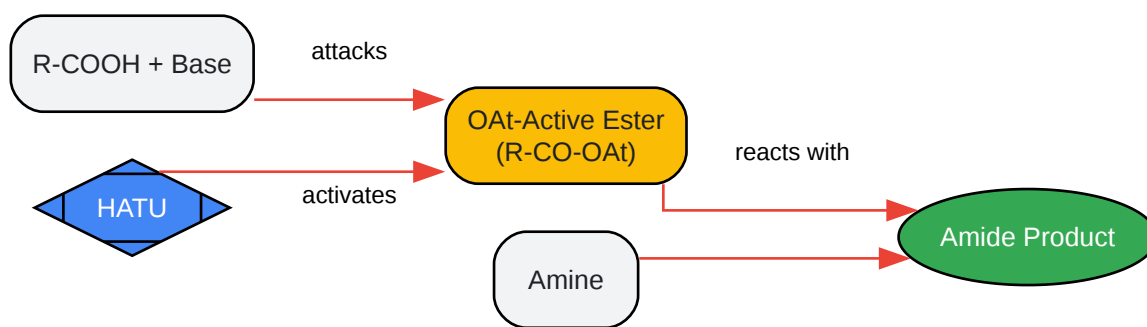 R-COOH + Base
attacks
HATU
activates
OAt-Active Ester
(R-CO-OAt)
reacts with
Amine
Amide Product